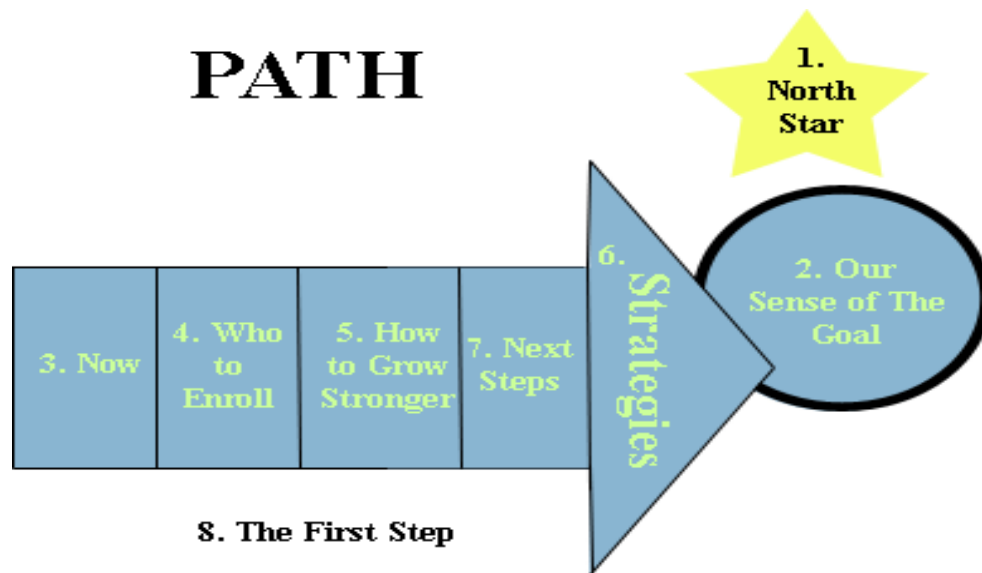 PATH
1.
North
Star
2. Our
Sense of The
Goal
3. Now
4. Who
to
Enroll
5. How
to Grow
Stronger
7. Next
Steps
6.
Strategies
8. The First Step